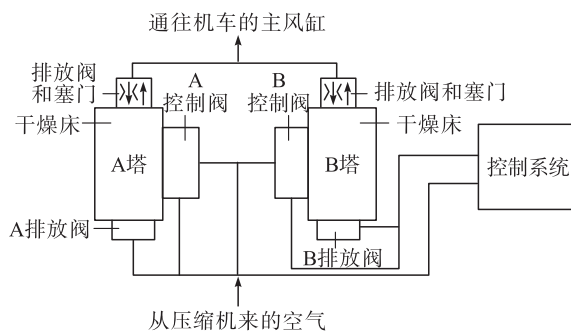 通往机车的主风缸
排放阀
和塞门
A
控制阀
B
控制阀
排放阀和塞门
干燥床
干燥床
A塔
B塔
控制系统
A排放阀
B排放阀
从压缩机来的空气